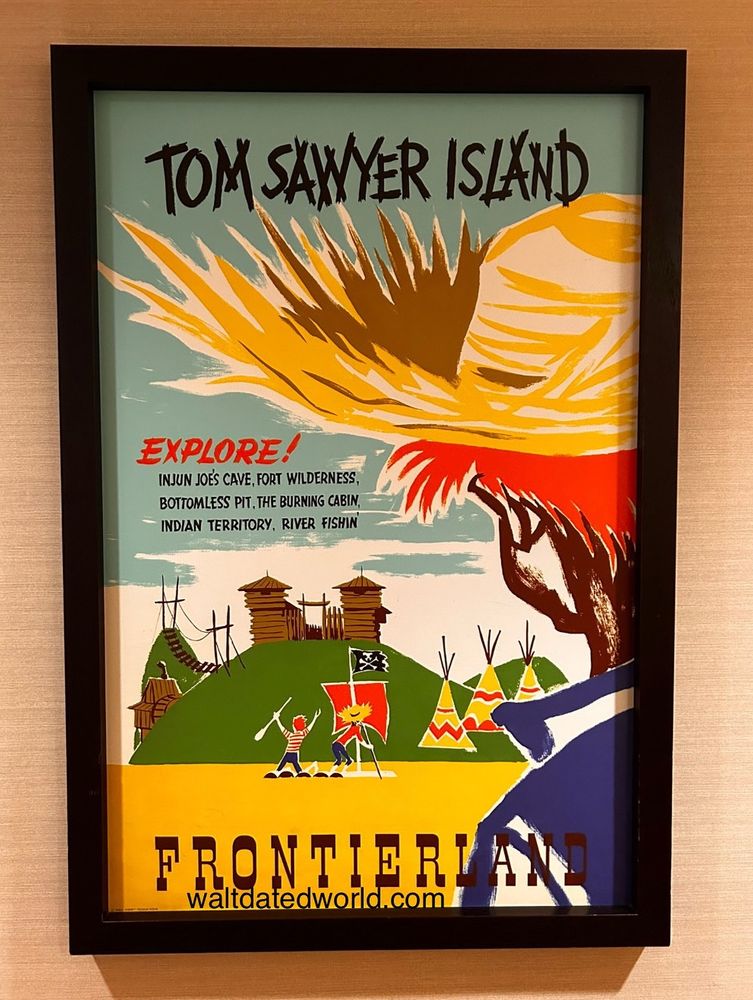 TOM SAWYER ISLAND
EXPLORE!
INJUN JOE'S CAVE, FORT WILDERNESS,
BOTTOMLESS PIT, THE BURNING CABIN,
INDIAN TERRITORY, RIVER FISHIN'
FRONTIERLAND
waltdatedworld.com